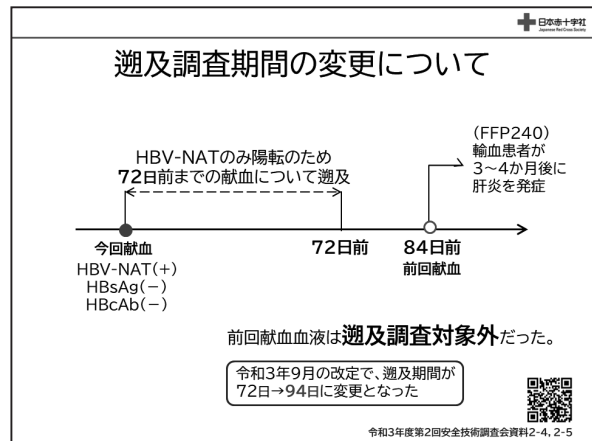 日本赤十字社
Japanese Red Cross Society
遡及調査期間の変更について
HBV-NATのみ陽転のため
72日前までの献血について遡及
(FFP240)
輸血患者が
3～4か月後に
肝炎を発症
今回献血
HBV-NAT(+)
HBsAg(－)
HBcAb(－)
72日前
84日前
前回献血
前回献血血液は遡及調査対象外だった。
令和3年9月の改定で、遡及期間が
72日→94日に変更となった
令和3年度第2回安全技術調査会資料2-4, 2-5